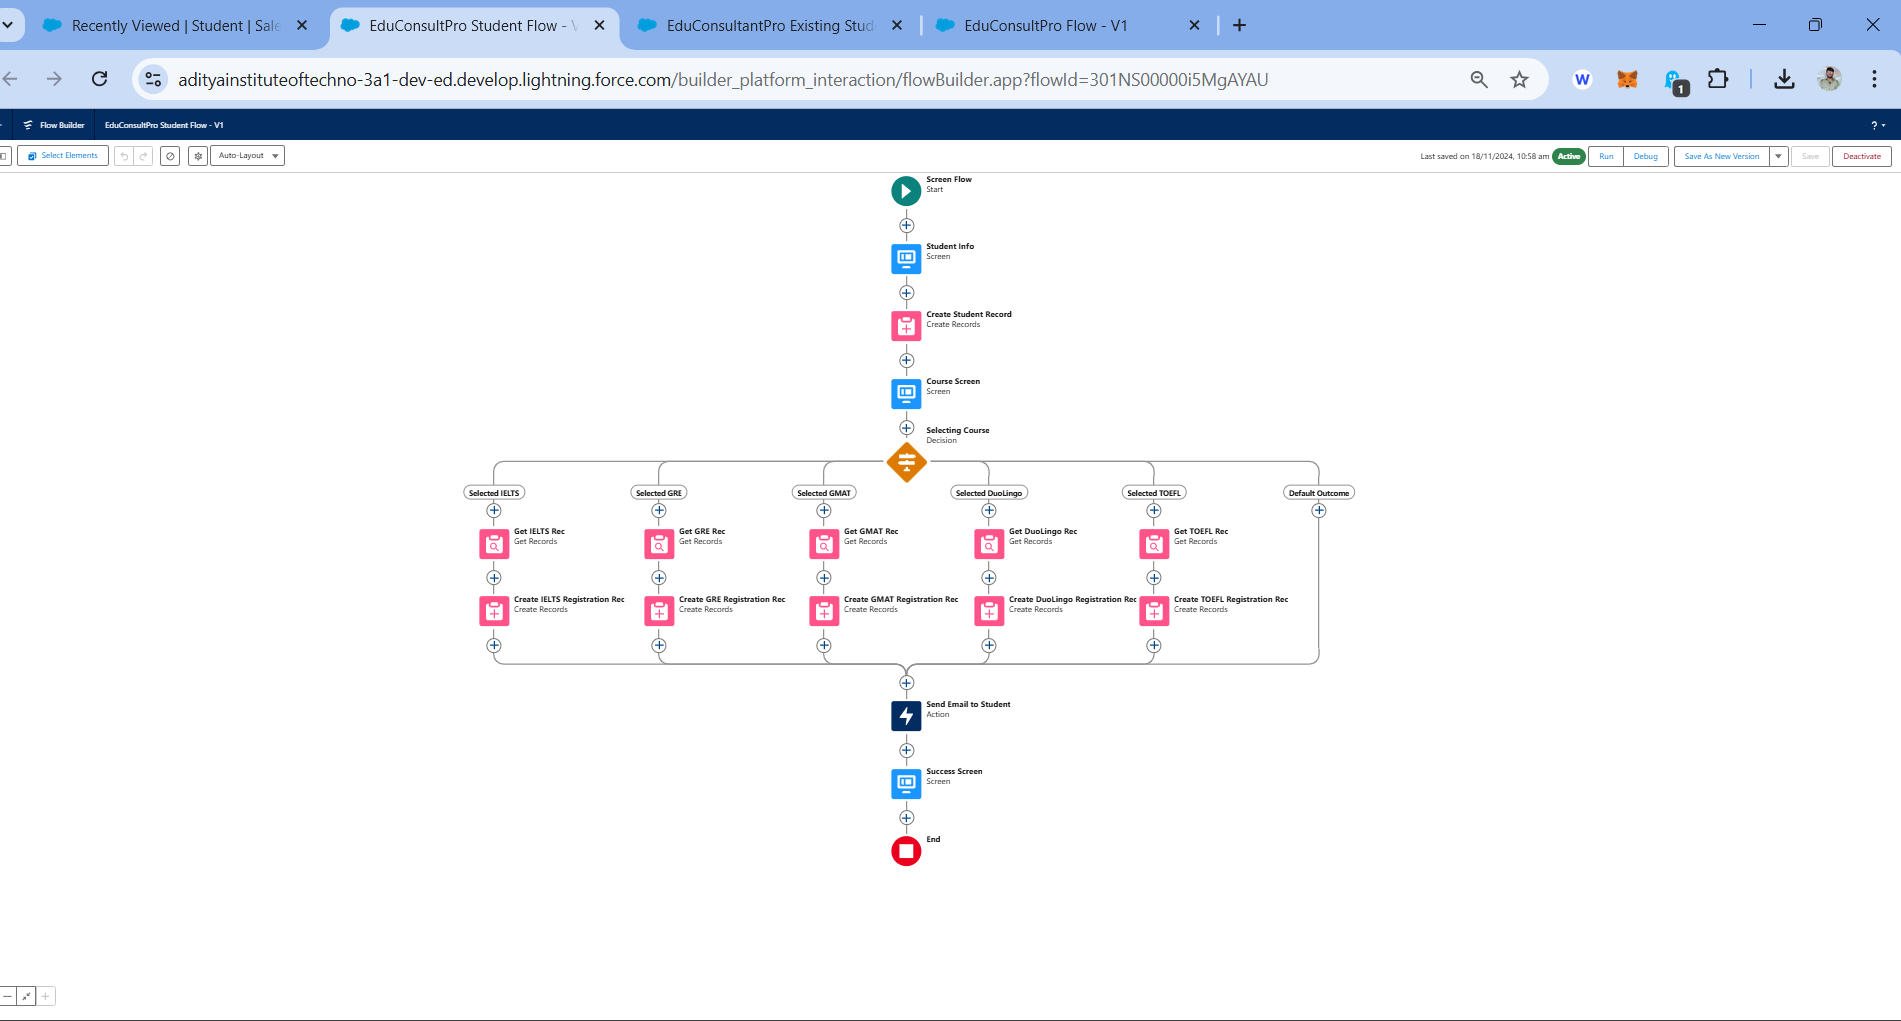 Recently Viewed | Student | Sale
EduConsultPro Student Flow - V
EduConsultantPro Existing Stud
EduConsultPro Flow - V1
adityainstituteoftechno-3a1-dev-ed.develop.lightning.force.com/builder_platform_interaction/flowBuilder.app?flowId=301NS00000i5MgAYAU
W
1
Flow Builder
EduConsultPro Student Flow - V1
?
Select Elements
Auto-Layout
Last saved on 18/11/2024, 10:58 am
Active
Run
Debug
Save As New Version
Save
Deactivate
Screen Flow
Start
Student Info
Screen
Create Student Record
Create Records
Course Screen
Screen
Selecting Course
Decision
Selected IELTS
Selected GRE
Selected GMAT
Selected DuoLingo
Selected TOEFL
Default Outcome
Get IELTS Rec
Get Records
Get GRE Rec
Get Records
Get GMAT Rec
Get Records
Get DuoLingo Rec
Get Records
Get TOEFL Rec
Get Records
Create IELTS Registration Rec
Create Records
Create GRE Registration Rec
Create Records
Create GMAT Registration Rec
Create Records
Create DuoLingo Registration Rec
Create Records
Create TOEFL Registration Rec
Create Records
Send Email to Student
Action
Success Screen
Screen
End